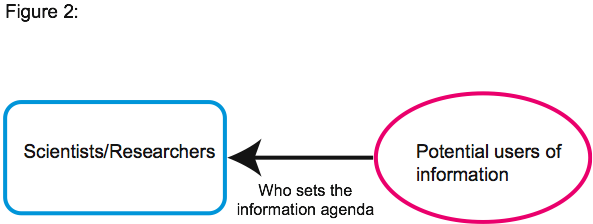 Figure 2:
Scientists/Researchers
Potential users of
information
Who sets the
information agenda